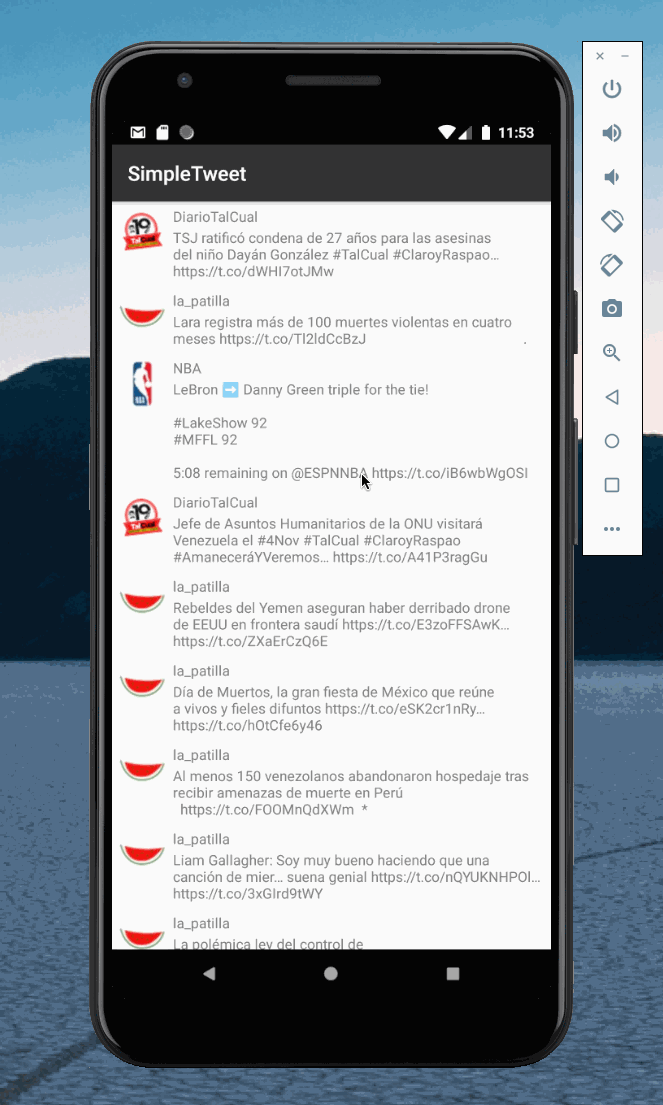 11:53
SimpleTweet
DiarioTalCual
TSJ ratificó condena de 27 años para las asesinas
del niño Dayán González #TalCual #ClaroyRaspao…
https://t.co/dWHI7otJMw
la_patilla
Lara registra más de 100 muertes violentas en cuatro
meses https://t.co/Tl2ldCcBzJ .
NBA
LeBron ➡️ Danny Green triple for the tie!
#LakeShow 92
#MFFL 92
5:08 remaining on @ESPNNBA https://t.co/iB6wbWgOSI
DiarioTalCual
Jefe de Asuntos Humanitarios de la ONU visitará
Venezuela el #4Nov #TalCual #ClaroyRaspao
#AmaneceráYVeremos… https://t.co/A41P3ragGu
la_patilla
Rebeldes del Yemen aseguran haber derribado drone
de EEUU en frontera saudí https://t.co/E3zoFFSAwK…
https://t.co/ZXaErCzQ6E
la_patilla
Día de Muertos, la gran fiesta de México que reúne
a vivos y fieles difuntos https://t.co/eSK2cr1nRy…
https://t.co/hOtCfe6y46
la_patilla
Al menos 150 venezolanos abandonaron hospedaje tras
recibir amenazas de muerte en Perú
https://t.co/FOOMnQdXWm *
la_patilla
Liam Gallagher: Soy muy bueno haciendo que una
canción de mier… suena genial https://t.co/nQYUKNHPOl…
https://t.co/3xGIrd9tWY
la_patilla
La polémica ley del control de